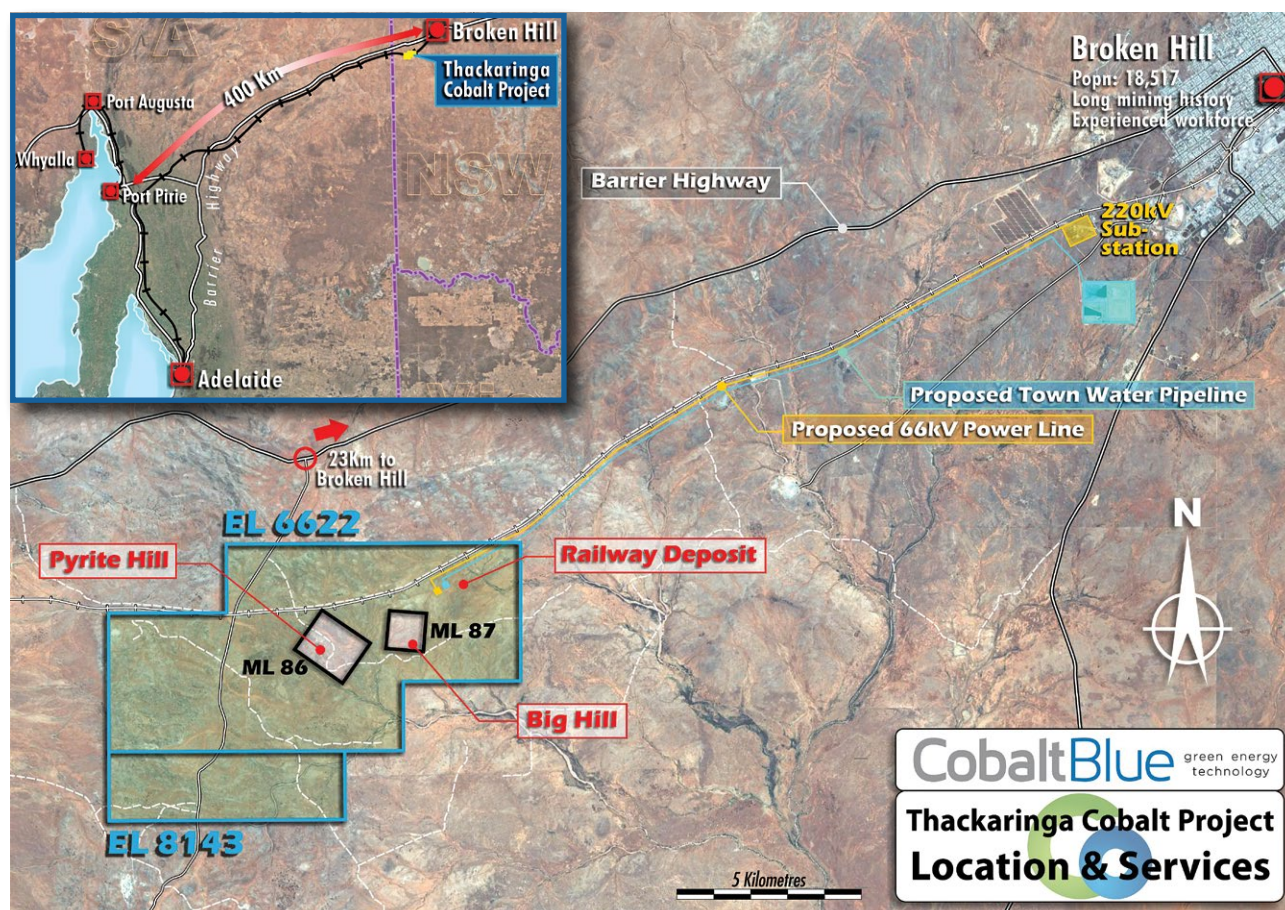 SA
Broken Hill
Thackaringa
Cobalt Project
400 Km
Port Augusta
Whyalla
Port Pirie
NSW
Barrier Highway
Adelaide
Broken Hill
Popn: 18,517
Long mining history
Experienced workforce
Barrier Highway
220kV
Sub-
station
Proposed Town Water Pipeline
Proposed 66kV Power Line
23Km to
Broken Hill
EL 6622
Pyrite Hill
Railway Deposit
ML 87
ML 86
Big Hill
EL 8143
N
CobaltBlue
green energy
technology
Thackaringa Cobalt Project
Location & Services
5 Kilometres